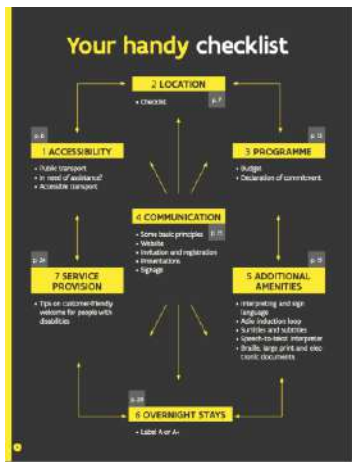 Your handy checklist
2 LOCATION
• Checklist
1 ACCESSIBILITY
• Public transport
• In need of assistance?
• Accessible transport
3 PROGRAMME
• Budget
• Declaration of commitment
4 COMMUNICATION
• Some basic principles
• Website
• Invitation and registration
• Presentations
• Signage
7 SERVICE
PROVISION
• Tips on customer-friendly
welcome for people with
disabilities
5 ADDITIONAL
AMENITIES
• Interpreting and sign
language
• induction loop
• Surtitles and subtitles
• Speech-to-text interpreter
• Braille, large print and elec
tronic documents
6 OVERNIGHT STAYS
• Label A or A+